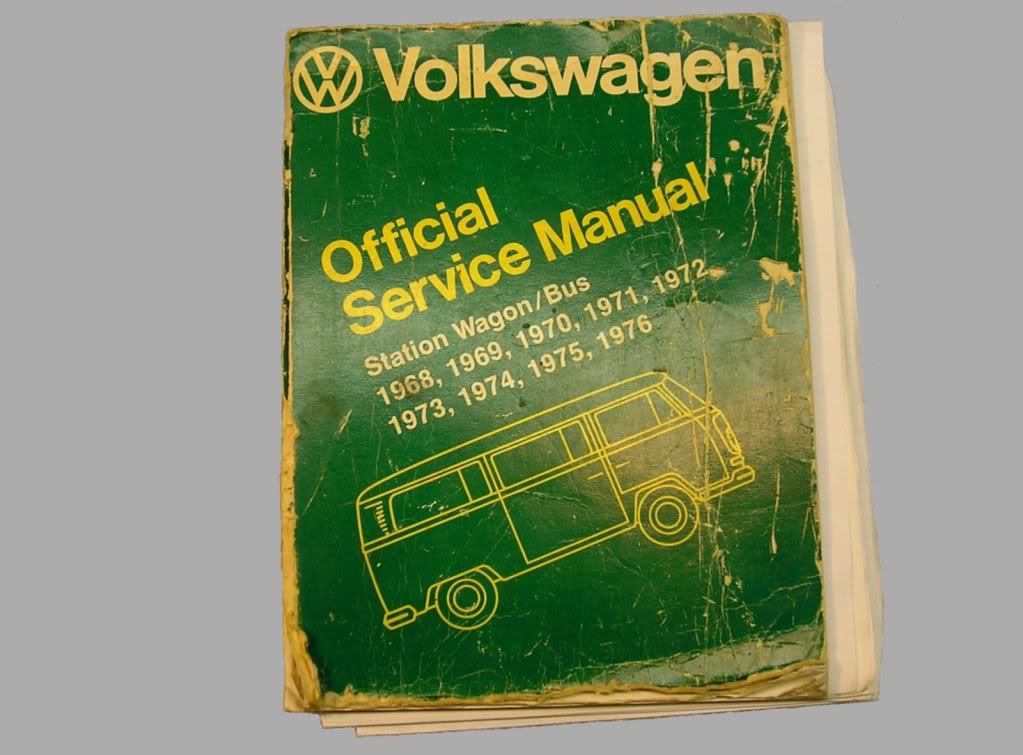 Volkswagen
Official
Service Manual
Station Wagon/Bus
1968, 1969, 1970, 1971, 1972
1973, 1974, 1975, 1976